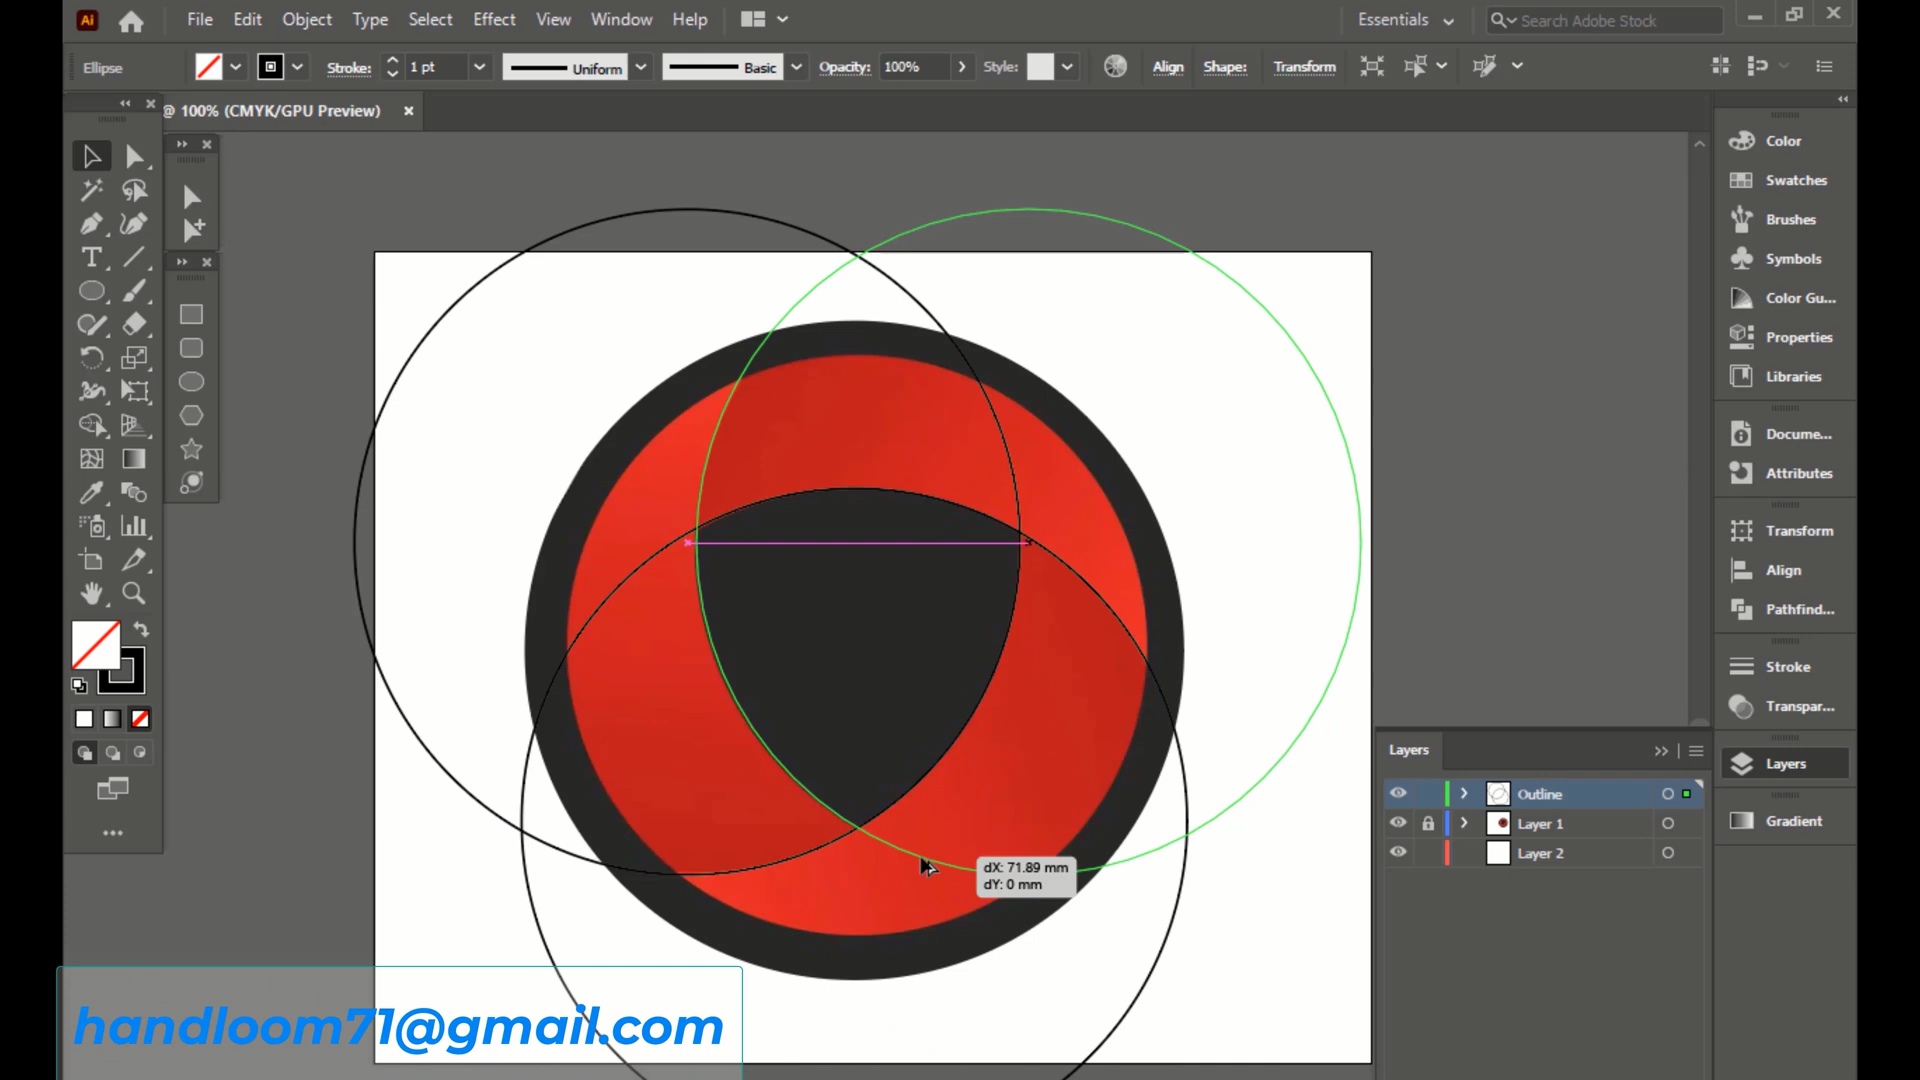 Ai File Edit Object Type Select Effect View Window Help Essentials Search Adobe Stock
Ellipse Stroke: 1 pt Uniform Basic Opacity: 100% Style: Align Shape: Transform
@ 100% (CMYK/GPU Preview) ×
Color
Swatches
Brushes
Symbols
Color Gu...
Properties
Libraries
Docume...
Attributes
Transform
Align
Pathfind...
Stroke
Transpar...
Layers
Gradient
Layers
Outline
Layer 1
Layer 2
dX: 71.89 mm
dY: 0 mm
handloom71@gmail.com